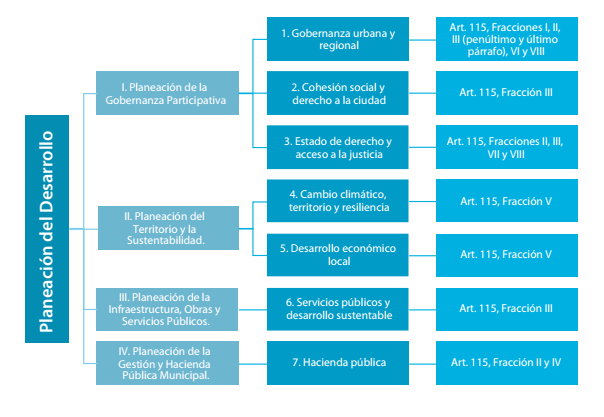 Planeación del Desarrollo
I. Planeación de la
Gobernanza Participativa
1. Gobernanza urbana y
regional
Art. 115, Fracciones I, II,
III (penúltimo y último
párrafo), VI y VIII
2. Cohesión social y
derecho a la ciudad
Art. 115, Fracción III
3. Estado de derecho y
acceso a la justicia
Art. 115, Fracciones II, III,
VII y VIII
II. Planeación del
Territorio y la
Sustentabilidad.
4. Cambio climático,
territorio y resiliencia
Art. 115, Fracción V
5. Desarrollo económico
local
Art. 115, Fracción V
III. Planeación de la
Infraestructura, Obras y
Servicios Públicos.
6. Servicios públicos y
desarrollo sustentable
Art. 115, Fracción III
IV. Planeación de la
Gestión y Hacienda
Pública Municipal.
7. Hacienda pública
Art. 115, Fracción II y IV